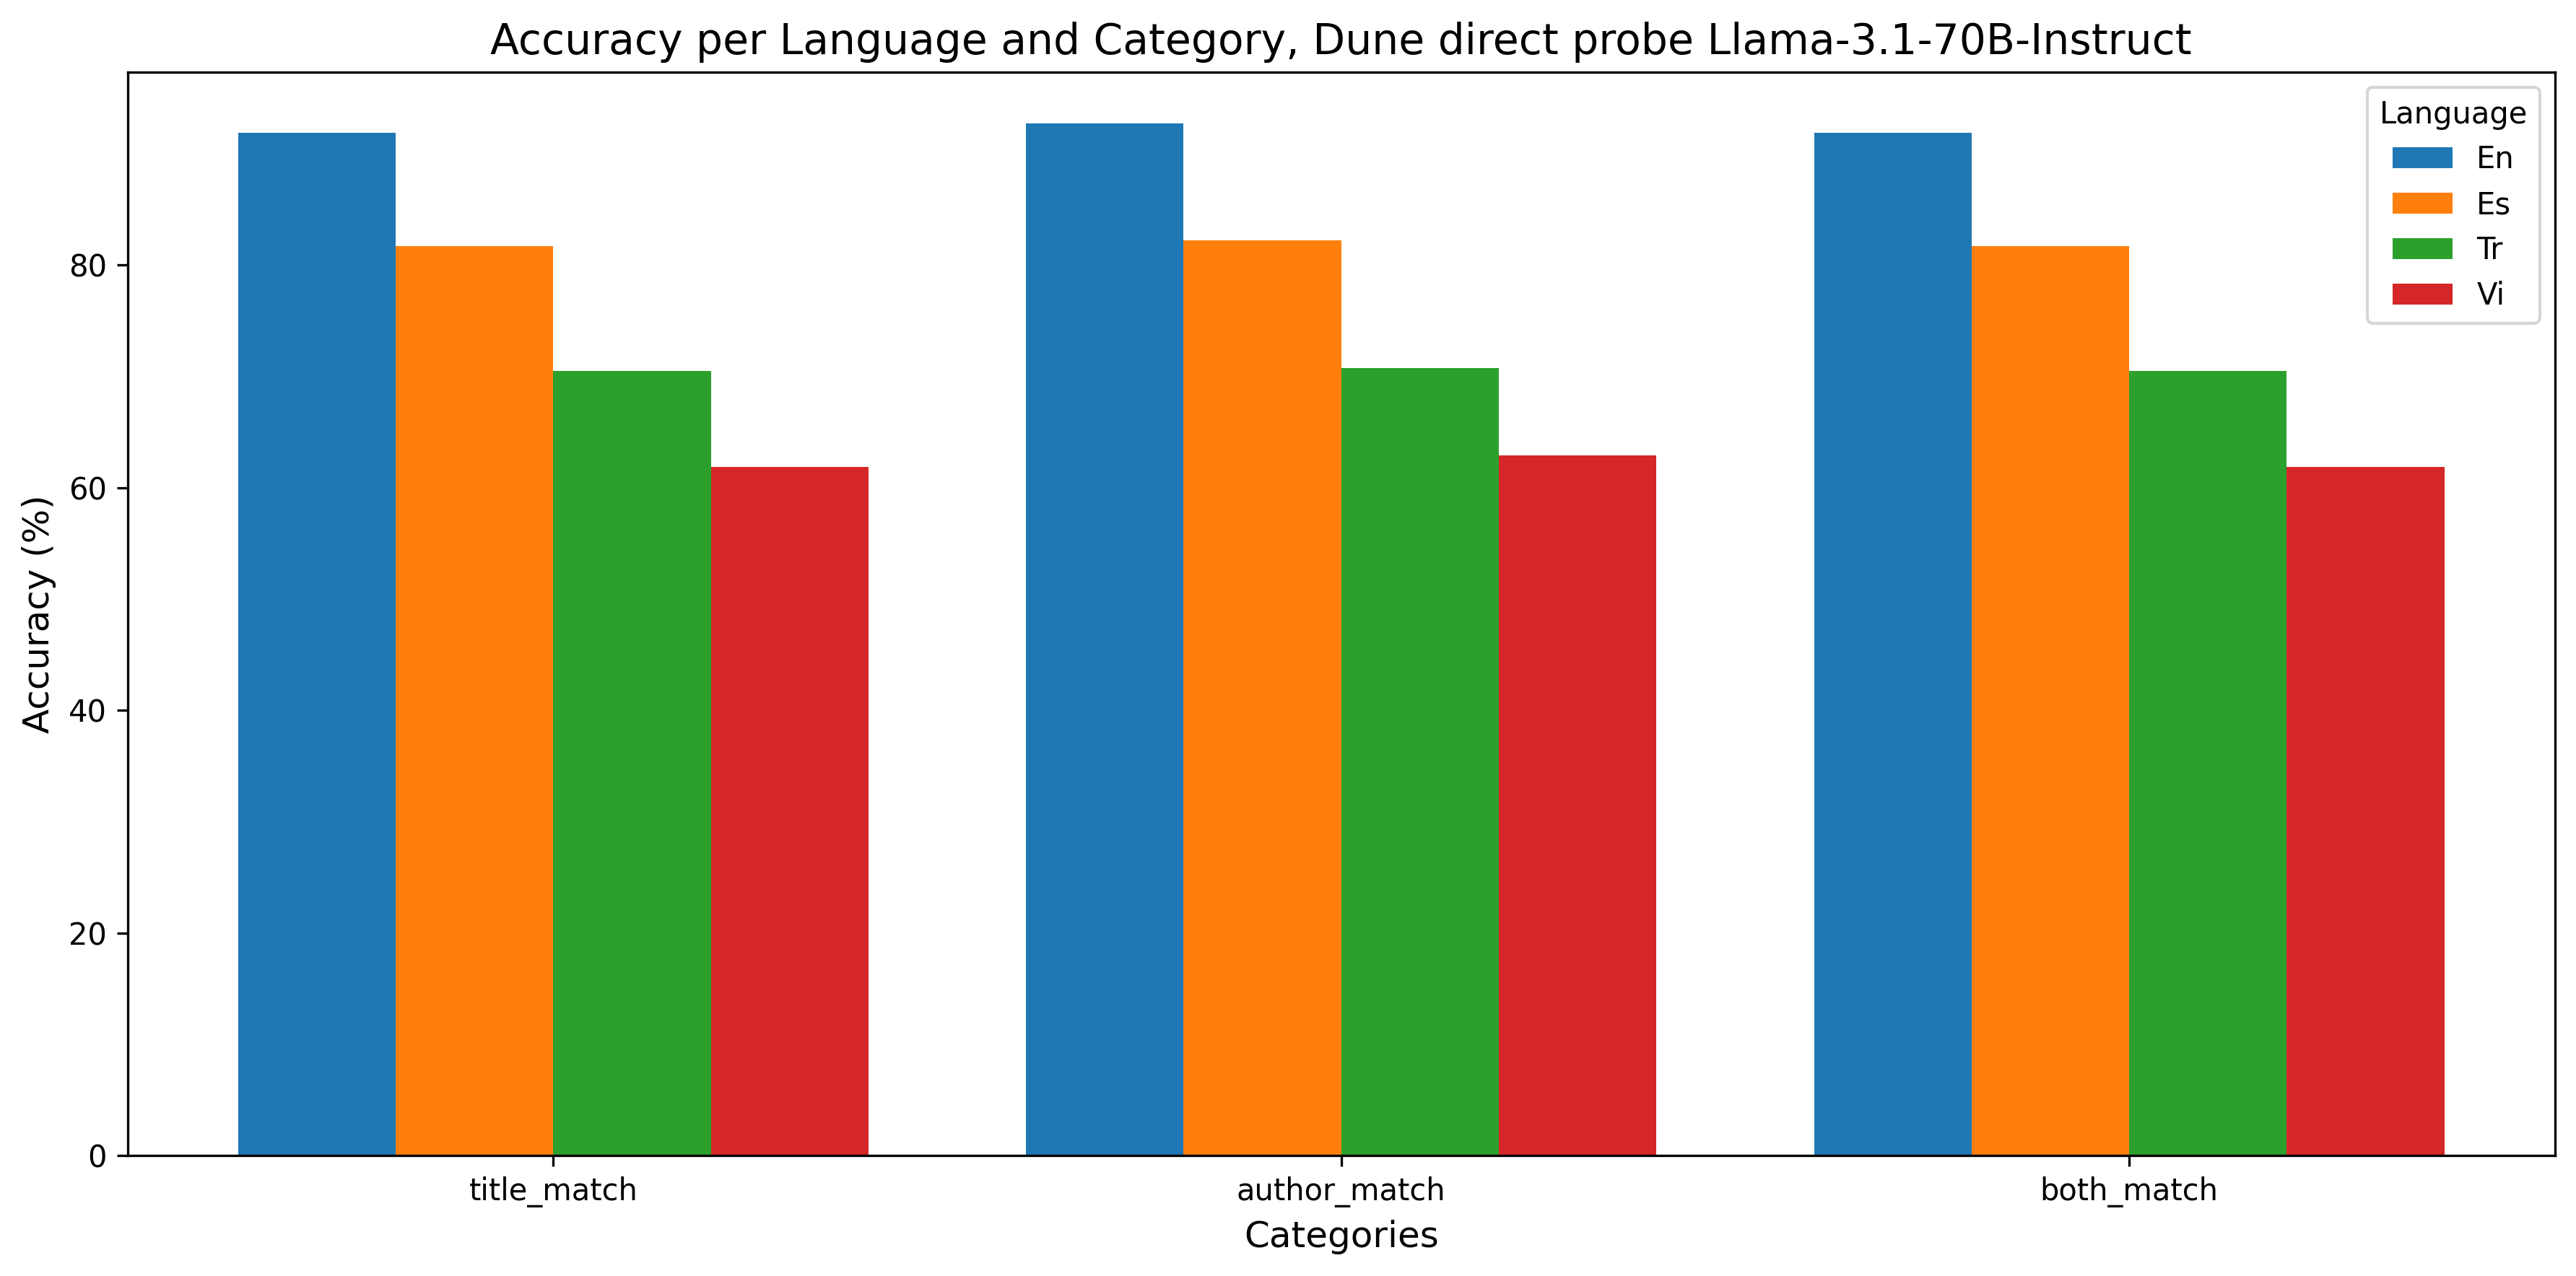 Accuracy per Language and Category, Dune direct probe Llama-3.1-70B-Instruct
Language
En
Es
Tr
Vi
Accuracy (%)
80
60
40
20
0
title_match
author_match
both_match
Categories